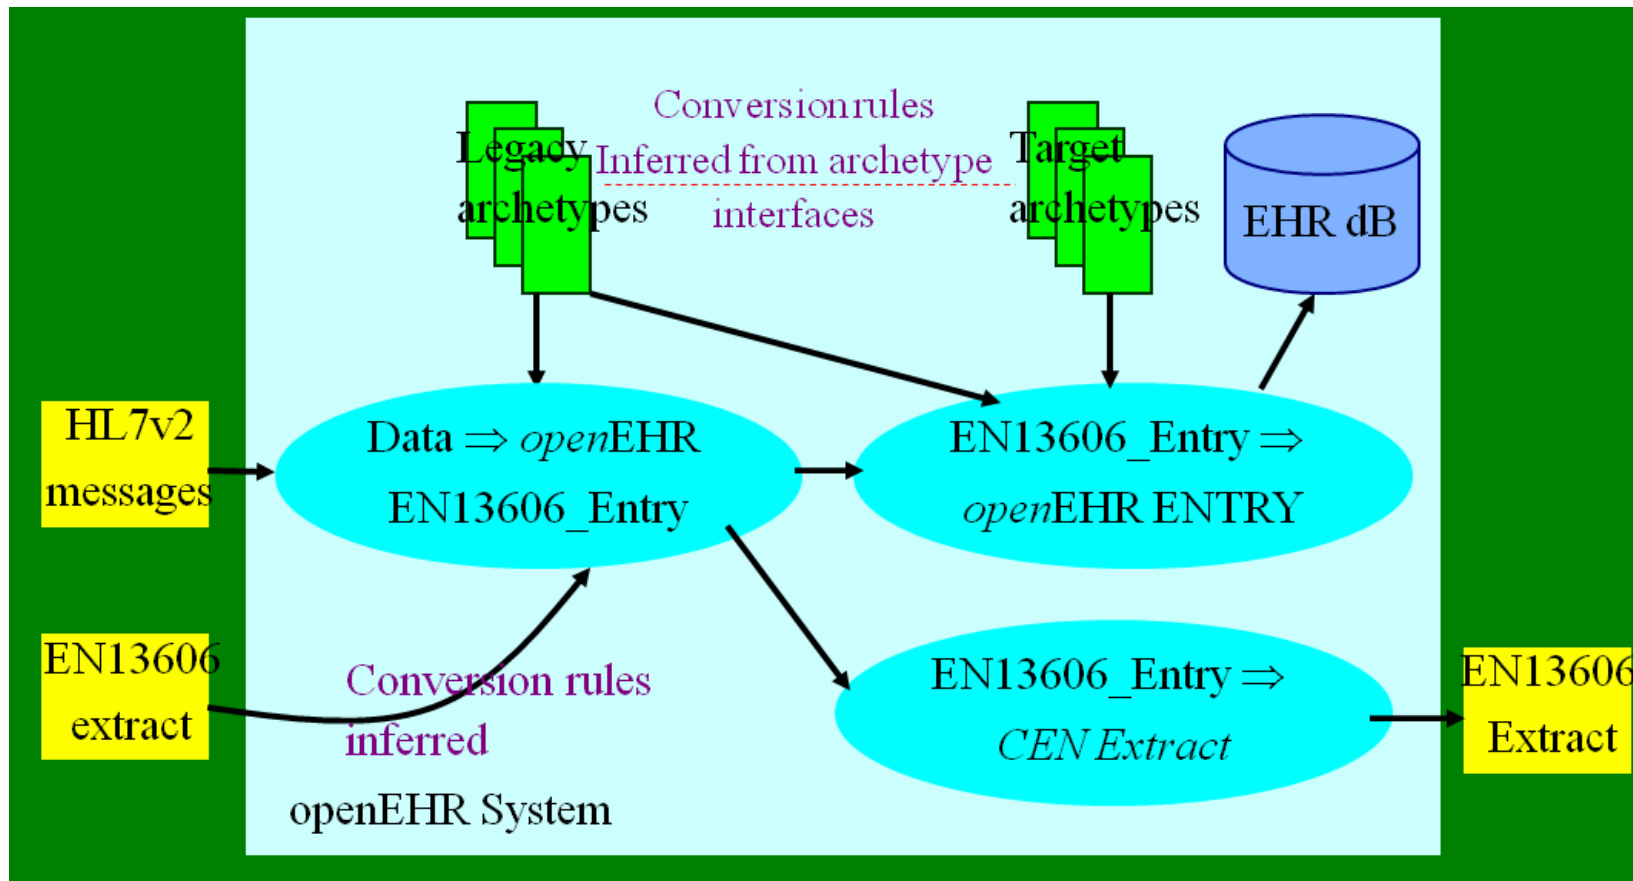 Conversion rules
Inferred from archetype
interfaces
Legacy
archetypes
Target
archetypes
EHR dB
HL7v2
messages
Data ⇒ openEHR
EN13606_Entry
EN13606_Entry ⇒
openEHR ENTRY
EN13606
extract
Conversion rules
inferred
EN13606_Entry ⇒
CEN Extract
EN13606
Extract
openEHR System